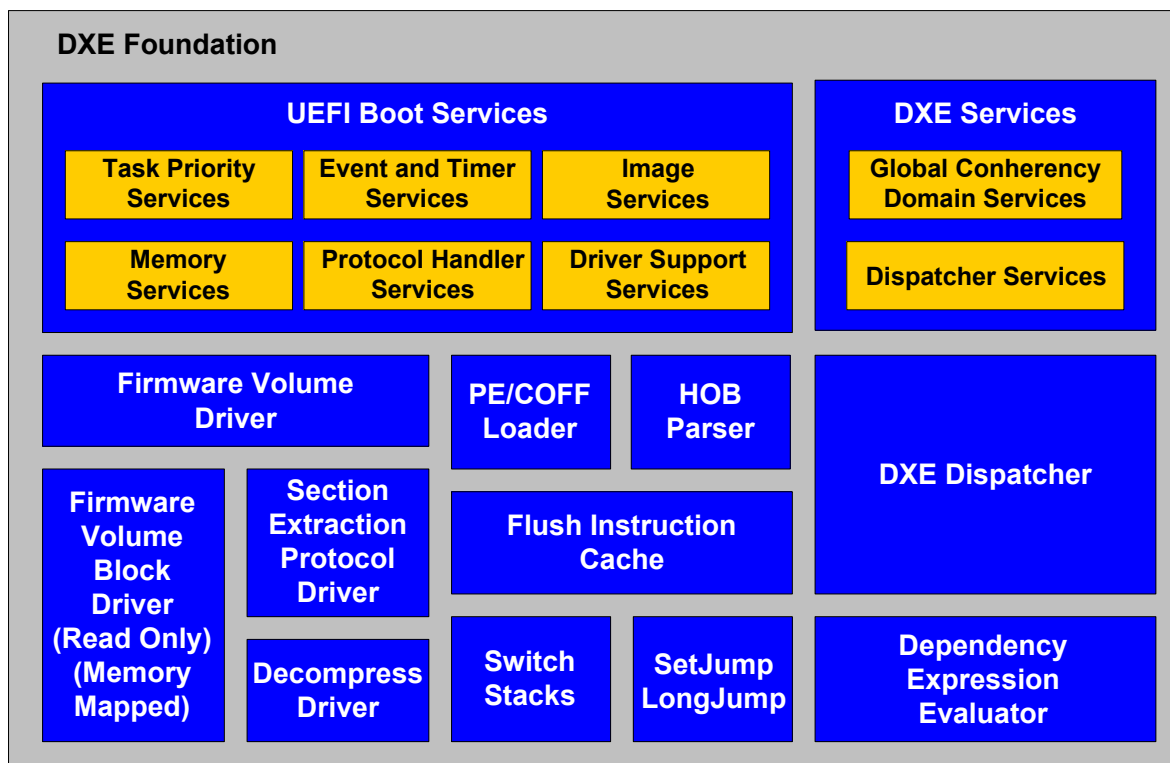 DXE Foundation
UEFI Boot Services
Task Priority
Services
Event and Timer
Services
Image
Services
Memory
Services
Protocol Handler
Services
Driver Support
Services
DXE Services
Global Conherency
Domain Services
Dispatcher Services
Firmware Volume
Driver
PE/COFF
Loader
HOB
Parser
DXE Dispatcher
Firmware
Volume
Block
Driver
(Read Only)
(Memory
Mapped)
Section
Extraction
Protocol
Driver
Flush Instruction
Cache
Decompress
Driver
Switch
Stacks
SetJump
LongJump
Dependency
Expression
Evaluator